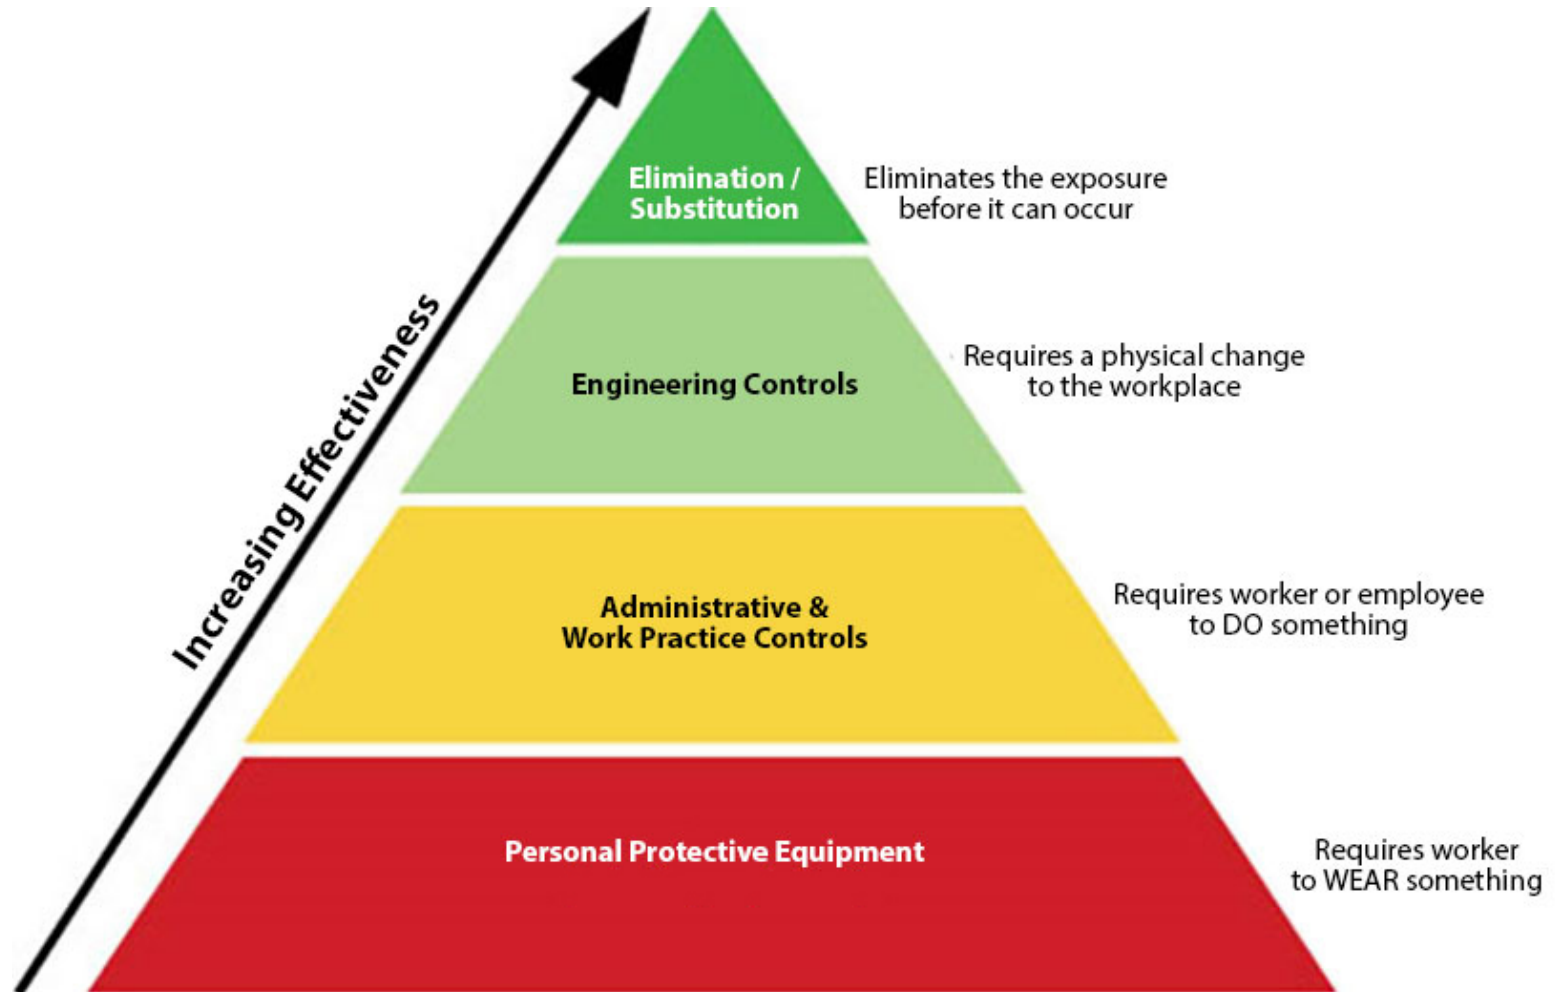 Elimination /
Substitution
Eliminates the exposure
before it can occur
Increasing Effectiveness
Engineering Controls
Requires a physical change
to the workplace
Administrative &
Work Practice Controls
Requires worker or employee
to DO something
Personal Protective Equipment
Requires worker
to WEAR something